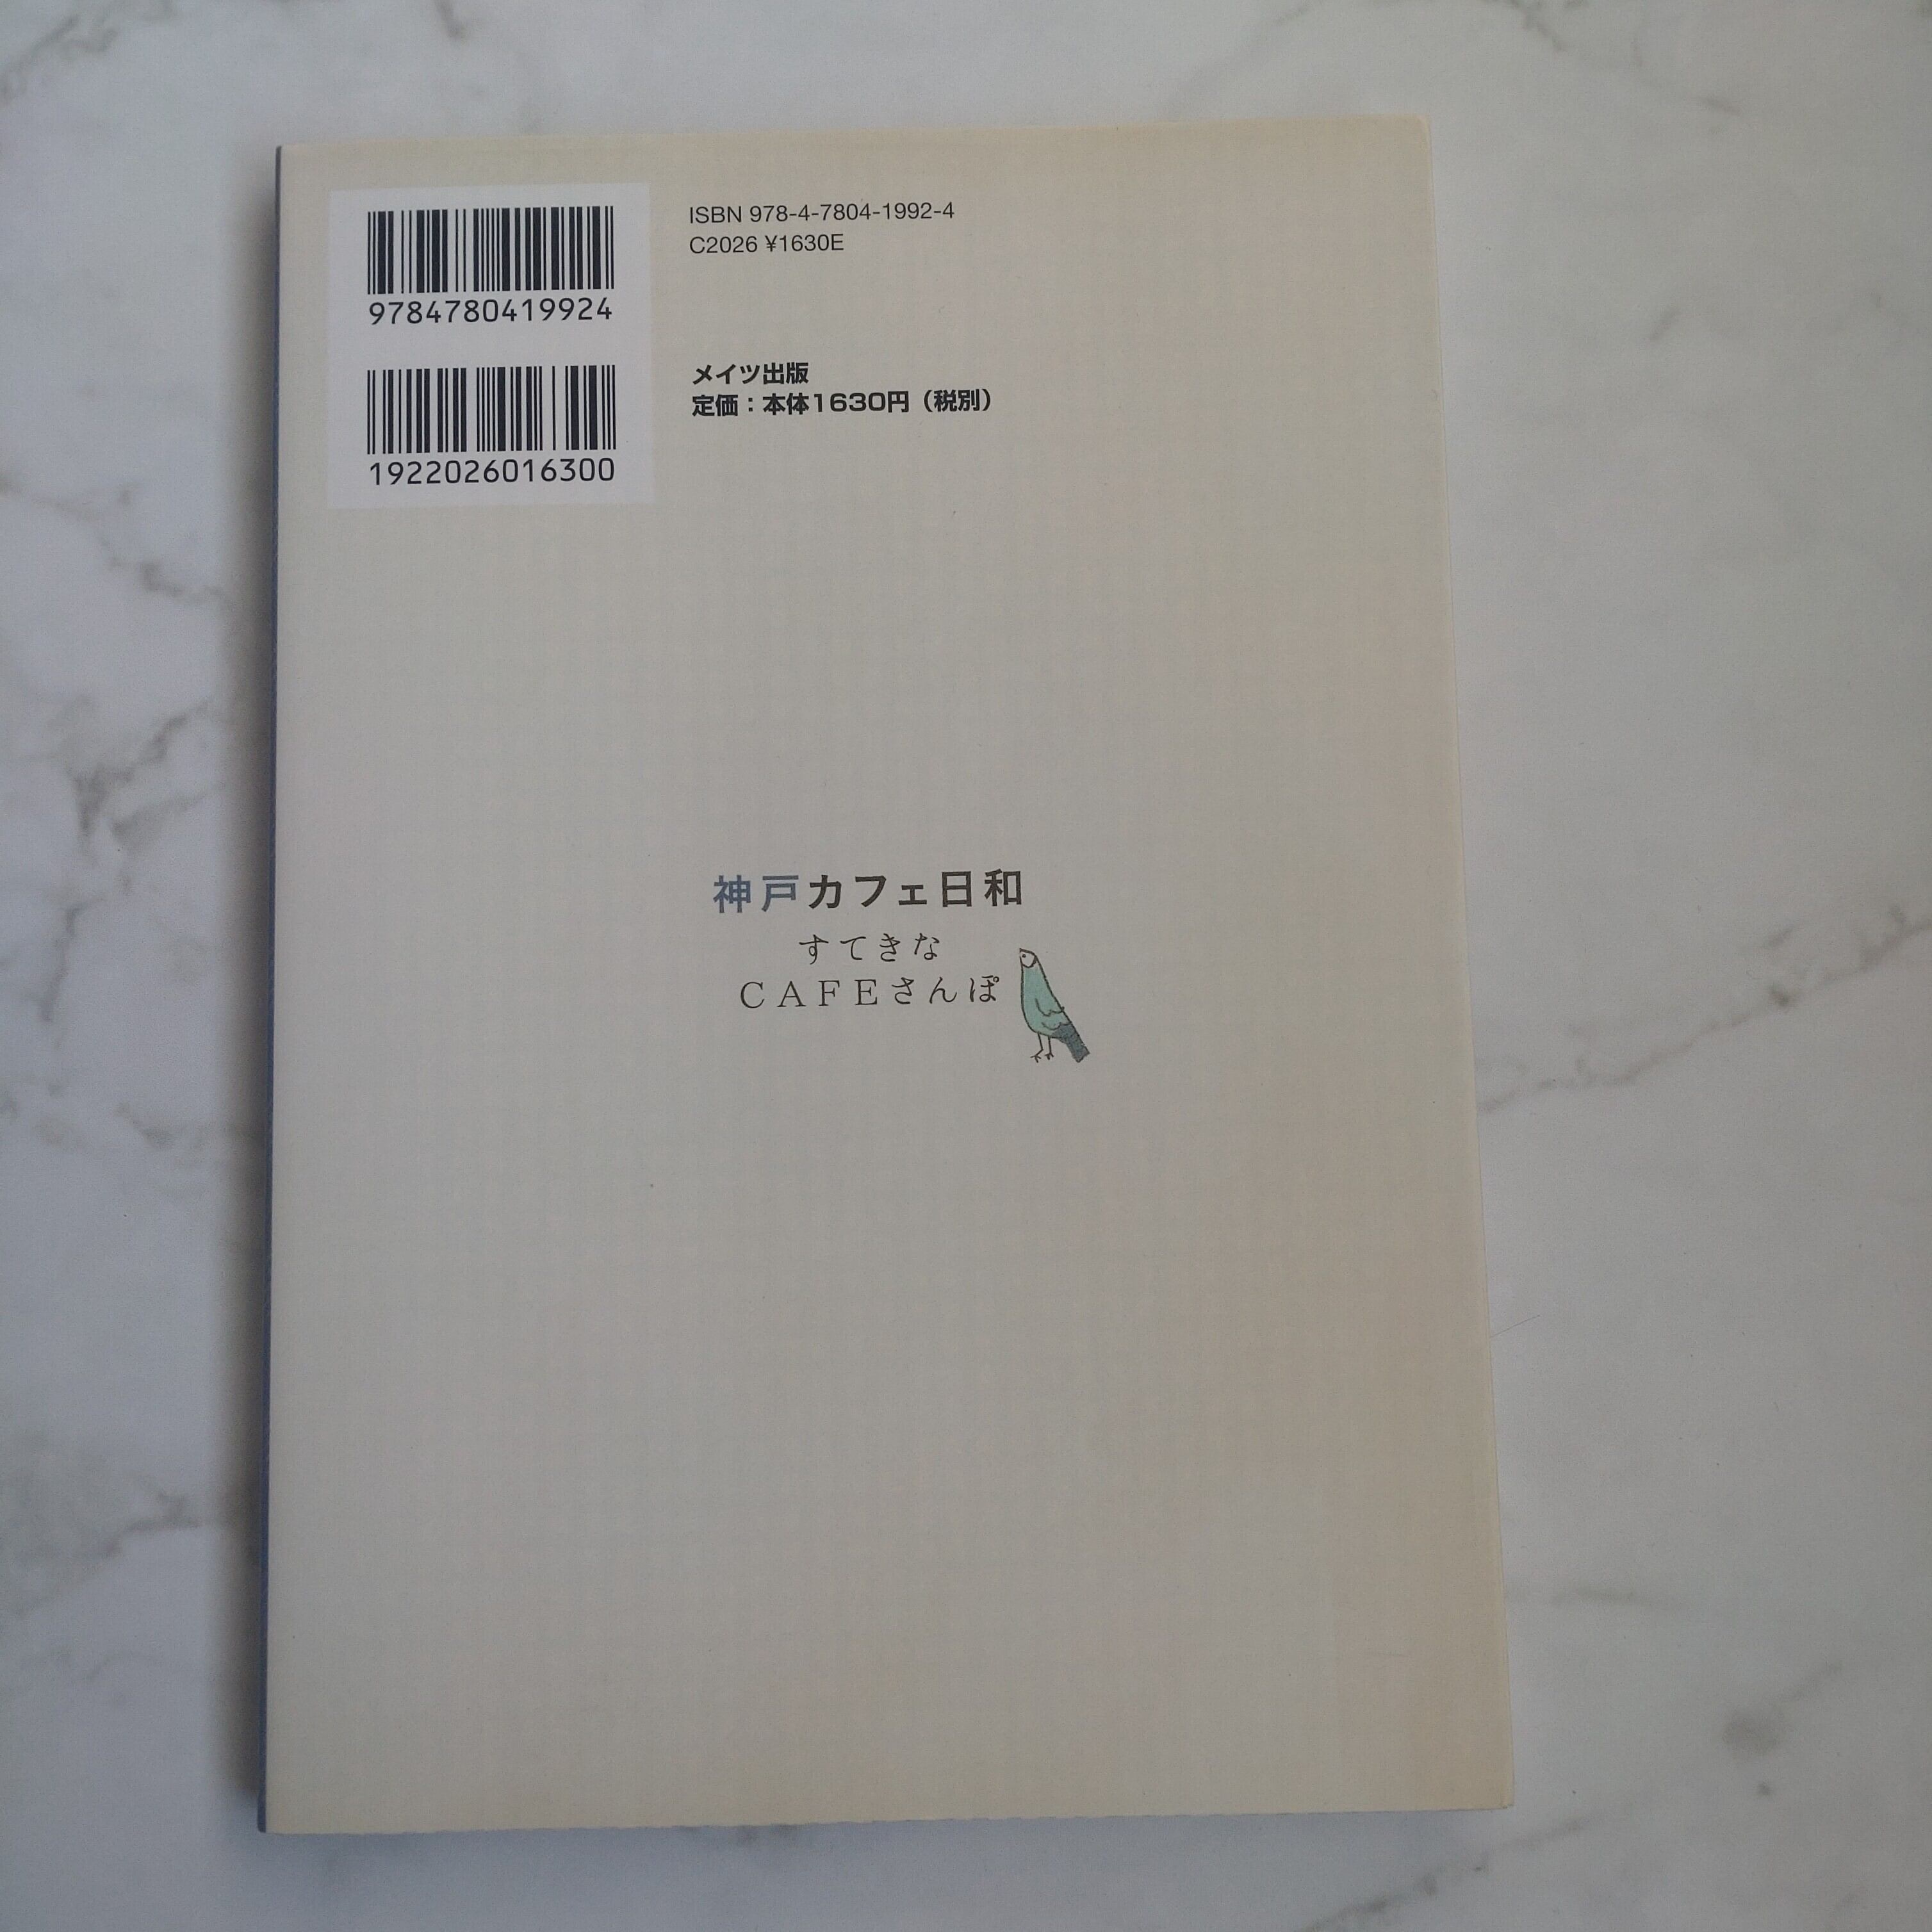 9784780419924
1922026016300
ISBN 978-4-7804-1992-4
C2026 ¥1630E
メイツ出版
定価：本体1630円（税別）
神戸カフェ日和
すてきな
CAFEさんぽ